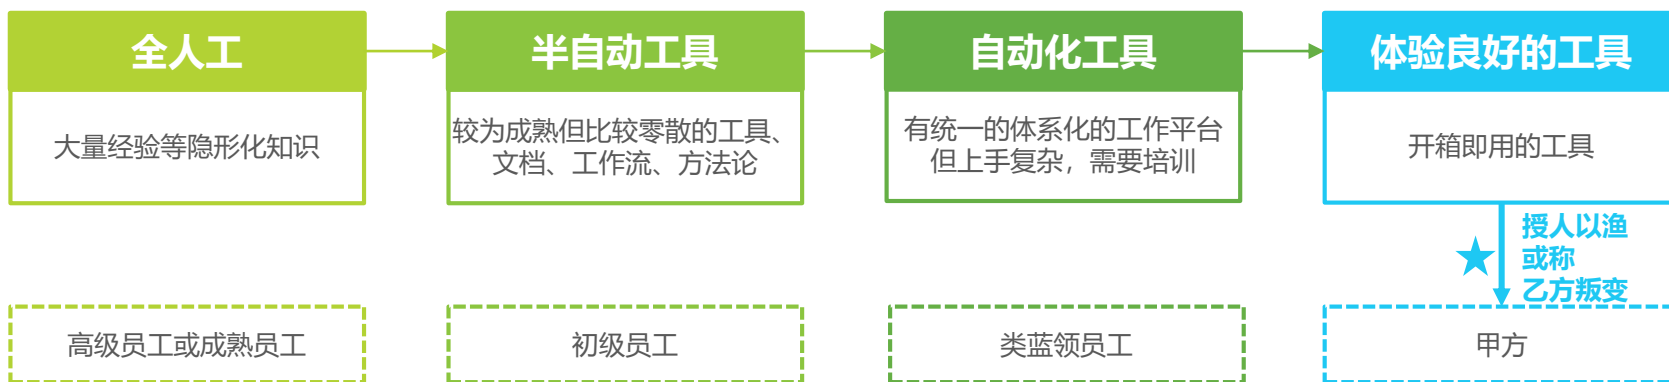 全人工
大量经验等隐形化知识
半自动工具
较为成熟但比较零散的工具、
文档、工作流、方法论
自动化工具
有统一的体系化的工作平台
但上手复杂，需要培训
体验良好的工具
开箱即用的工具
授人以渔
或称
乙方叛变
高级员工或成熟员工
初级员工
类蓝领员工
甲方